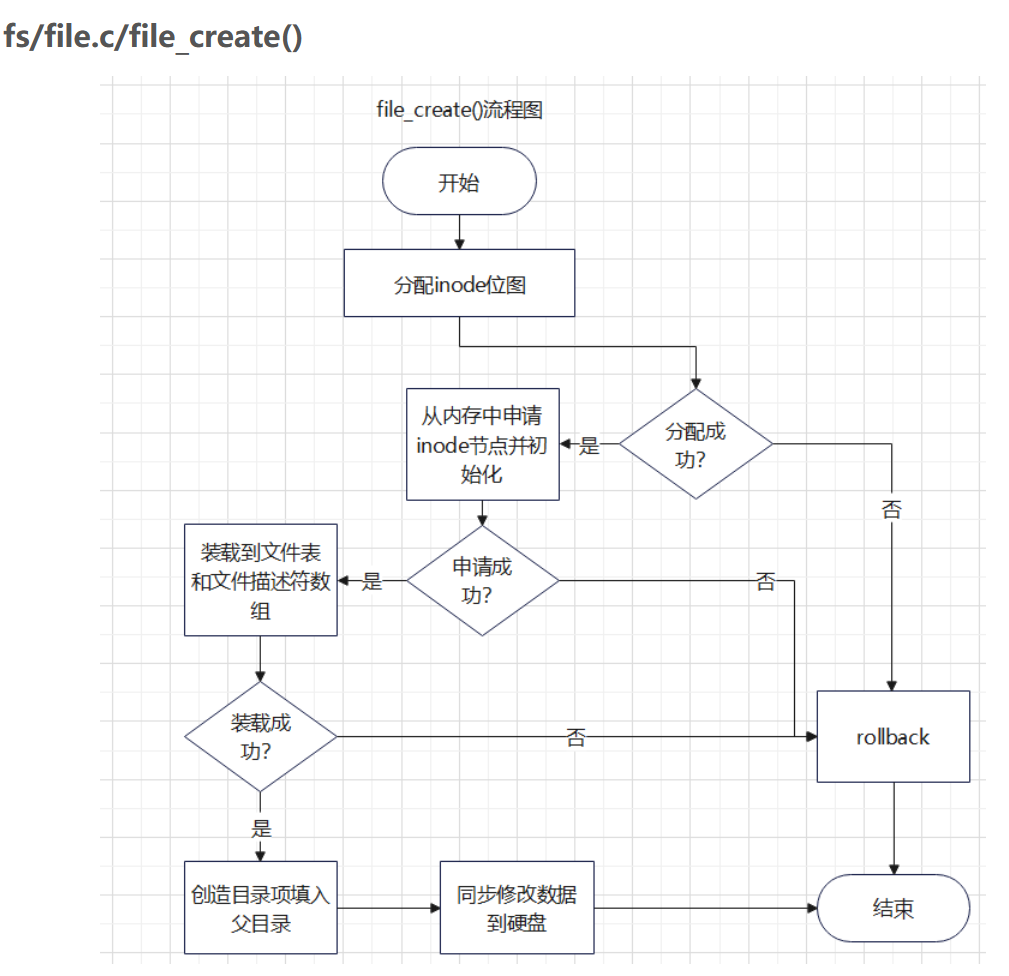 fs/file.c/file_create()
file_create()流程图
开始
分配inode位图
分配成
功?
是
否
从内存中申请
inode节点并初
始化
申请成
功?
是
否
装载到文件表
和文件描述符数
组
装载成
功?
否
是
rollback
创造目录项填入
父目录
同步修改数据
到硬盘
结束